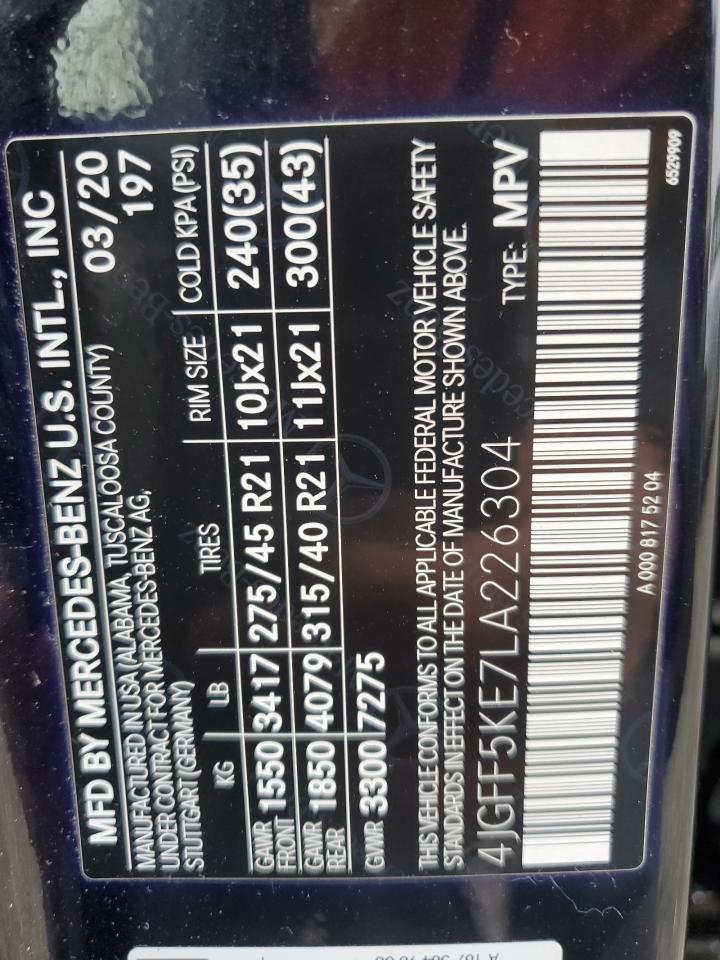 MFD BY MERCEDES-BENZ U.S. INTL., INC
MANUFACTURED IN USA (ALABAMA, TUSCALOOSA COUNTY) 03/20
UNDER CONTRACT FOR MERCEDES-BENZ AG, 197
STUTTGART (GERMANY)
KG LB TIRES RIM SIZE COLD KPA(PSI)
GAWR FRONT 1550 3417 275/45 R21 10Jx21 240(35)
GAWR REAR 1850 4079 315/40 R21 11Jx21 300(43)
GVWR 3300 7275
THIS VEHICLE CONFORMS TO ALL APPLICABLE FEDERAL MOTOR VEHICLE SAFETY
STANDARDS IN EFFECT ON THE DATE OF MANUFACTURE SHOWN ABOVE.
4JGFF5KE7LA226304 TYPE: MPV
A 000 817 52 04 6529909